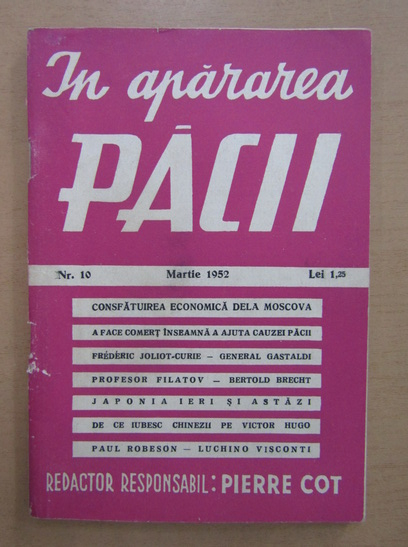 In apărarea
PĂCII
Nr. 10 Martie 1952 Lei 1,25
CONSFĂTUIREA ECONOMICĂ DELA MOSCOVA
A FACE COMERȚ ÎNSEAMNĂ A AJUTA CAUZEI PĂCII
FRÉDÉRIC JOLIOT-CURIE — GENERAL GASTALDI
PROFESOR FILATOV — BERTOLD BRECHT
JAPONIA IERI ȘI ASTĂZI
DE CE IUBESC CHINEZII PE VICTOR HUGO
PAUL ROBESON — LUCHINO VISCONTI
REDACTOR RESPONSABIL: PIERRE COT